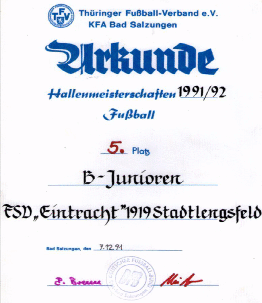 Thüringer Fußball-Verband e.V.
KFA Bad Salzungen
Urkunde
Hallenmeisterschaften 1991/92
Fußball
5. Platz
B-Junioren
FSV „Eintracht" 1919 Stadtlengsfeld
Bad Salzungen, den 7.12.91